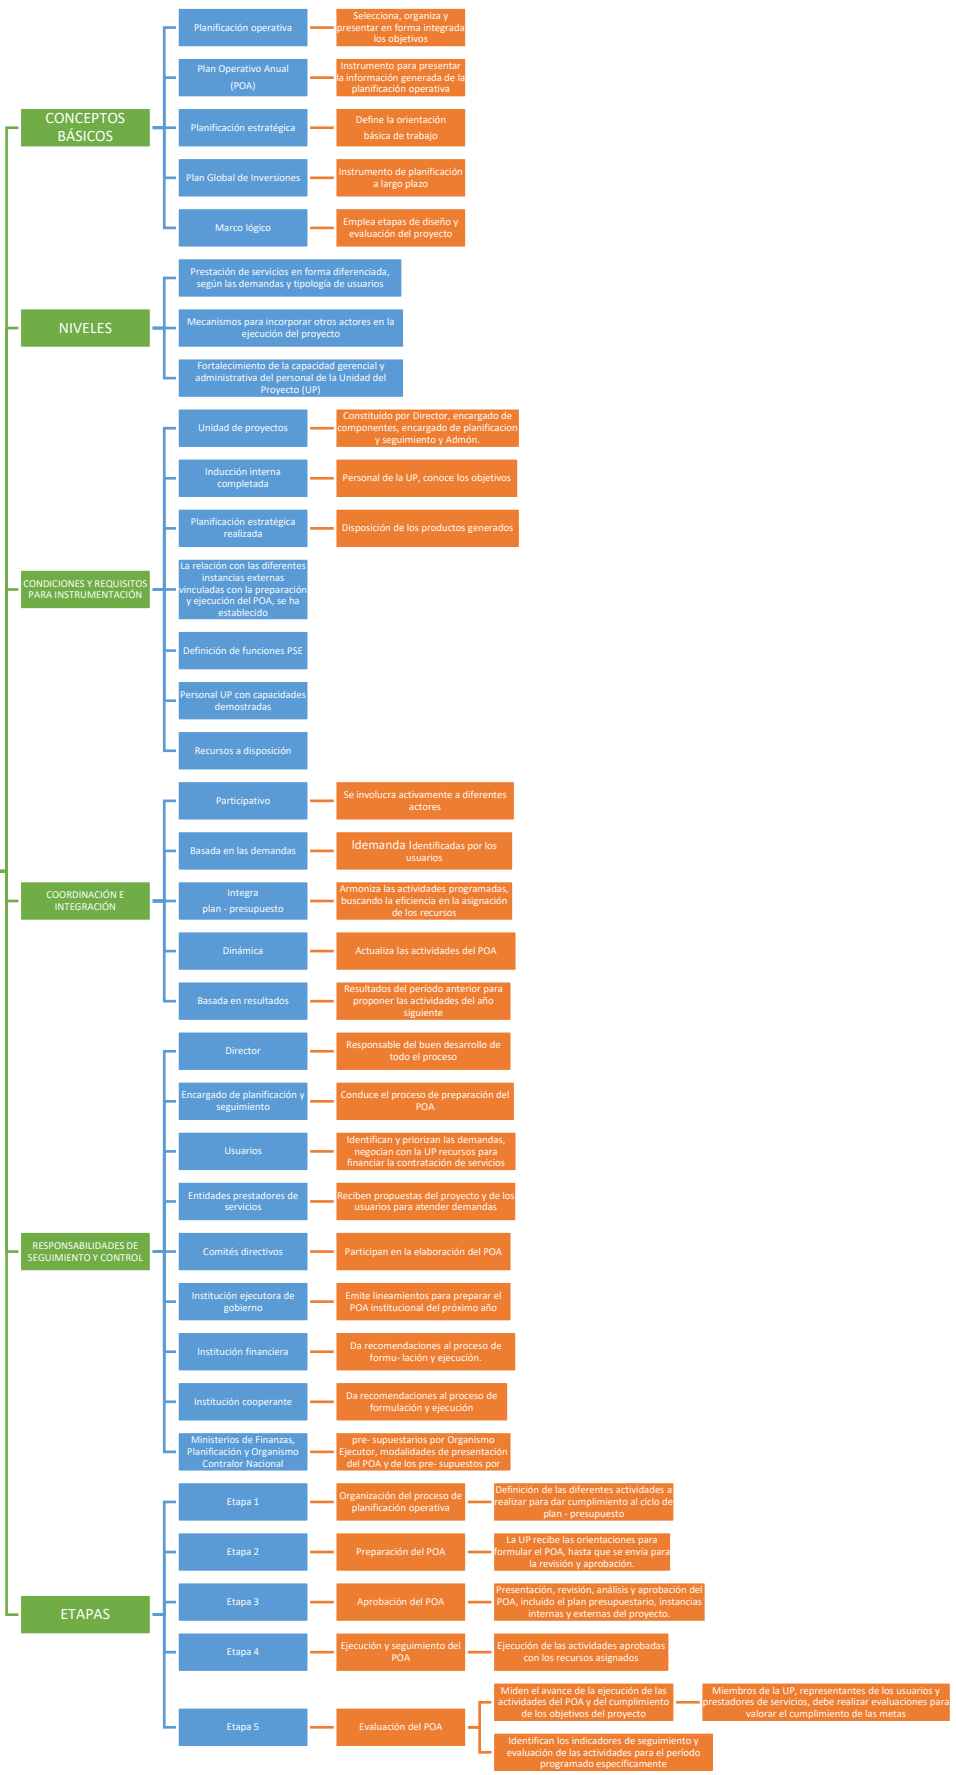 CONCEPTOS
BÁSICOS
Planificación operativa
Selecciona, organiza y
presentar en forma integrada
los objetivos
Plan Operativo Anual
(POA)
Instrumento para presentar
la información generada de la
planificación operativa
Planificación estratégica
Define la orientación
básica de trabajo
Plan Global de Inversiones
Instrumento de planificación
a largo plazo
Marco lógico
Emplea etapas de diseño y
evaluación del proyecto
NIVELES
Prestación de servicios en forma diferenciada,
según las demandas y tipología de usuarios
Mecanismos para incorporar otros actores en la
ejecución del proyecto
Fortalecimiento de la capacidad gerencial y
administrativa del personal de la Unidad del
Proyecto (UP)
CONDICIONES Y REQUISITOS
PARA INSTRUMENTACIÓN
Unidad de proyectos
Constituido por Director, encargado de
componentes, encargado de planificacion
y seguimiento y Admón.
Inducción interna
completada
Personal de la UP, conoce los objetivos
Planificación estratégica
realizada
Disposición de los productos generados
La relación con las diferentes
instancias externas
vinculadas con la preparación
y ejecución del POA, se ha
establecido
Definición de funciones PSE
Personal UP con capacidades
demostradas
Recursos a disposición
COORDINACIÓN E
INTEGRACIÓN
Participativo
Se involucra activamente a diferentes
actores
Basada en las demandas
Idemanda Identificadas por los
usuarios
Integra
plan - presupuesto
Armoniza las actividades programadas,
buscando la eficiencia en la asignación
de los recursos
Dinámica
Actualiza las actividades del POA
Basada en resultados
Resultados del período anterior para
proponer las actividades del año
siguiente
RESPONSABILIDADES DE
SEGUIMIENTO Y CONTROL
Director
Responsable del buen desarrollo de
todo el proceso
Encargado de planificación y
seguimiento
Conduce el proceso de preparación del
POA
Usuarios
Identifican y priorizan las demandas,
negocian con la UP recursos para
financiar la contratación de servicios
Entidades prestadores de
servicios
Reciben propuestas del proyecto y de los
usuarios para atender demandas
Comités directivos
Participan en la elaboración del POA
Institución ejecutora de
gobierno
Emite lineamientos para preparar el
POA institucional del próximo año
Institución financiera
Da recomendaciones al proceso de
formu- lación y ejecución.
Institución cooperante
Da recomendaciones al proceso de
formulación y ejecución
Ministerios de Finanzas,
Planificación y Organismo
Contralor Nacional
pre- supuestarios por Organismo
Ejecutor, modalidades de presentación
del POA y de los pre- supuestos por
ETAPAS
Etapa 1
Organización del proceso de
planificación operativa
Definición de las diferentes actividades a
realizar para dar cumplimiento al ciclo de
plan - presupuesto
Etapa 2
Preparación del POA
La UP recibe las orientaciones para
formular el POA, hasta que se envía para
la revisión y aprobación.
Etapa 3
Aprobación del POA
Presentación, revisión, análisis y aprobación del
POA, incluido el plan presupuestario, instancias
internas y externas del proyecto.
Etapa 4
Ejecución y seguimiento del
POA
Ejecución de las actividades aprobadas
con los recursos asignados
Etapa 5
Evaluación del POA
Miden el avance de la ejecución de las
actividades del POA y del cumplimiento
de los objetivos del proyecto
Miembros de la UP, representantes de los usuarios y
prestadores de servicios, debe realizar evaluaciones para
valorar el cumplimiento de las metas
Identifican los indicadores de seguimiento y
evaluación de las actividades para el período
programado específicamente